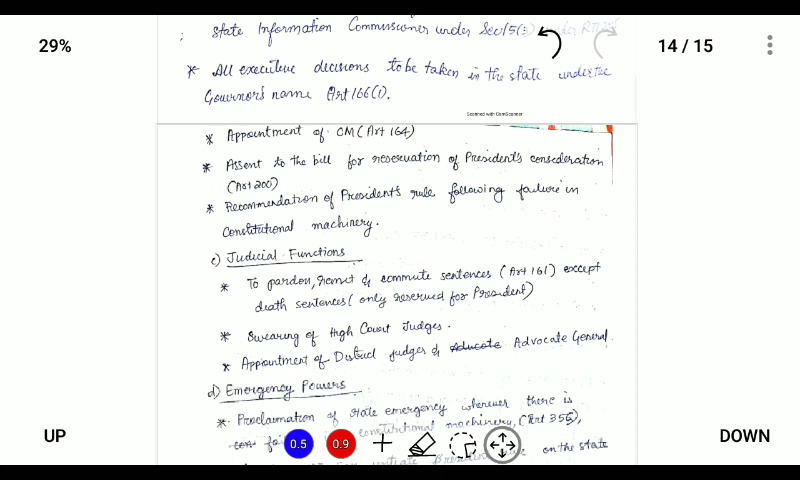 29%
14 / 15
; State Information Commissioner under Sec 15(3) under RTI
* All executive decisions to be taken in the state under the
Governor's name Art 166(1).
Scanned with CamScanner
* Appointment of CM (Art 164)
* Assent to the bill for reservation of President's consideration
(Art 200)
* Recommendation of President's rule following failure in
Constitutional machinery.
c) Judicial Functions
* To pardon, remit & commute sentences (Art 161) except
death sentences (only reserved for President)
* Swearing of High Court Judges.
* Appointment of District judges & Advocate General.
d) Emergency Powers
* Proclamation of state emergency wherever there is
constitutional machinery, (Art 356),
on the state
UP
0.5
0.9
DOWN